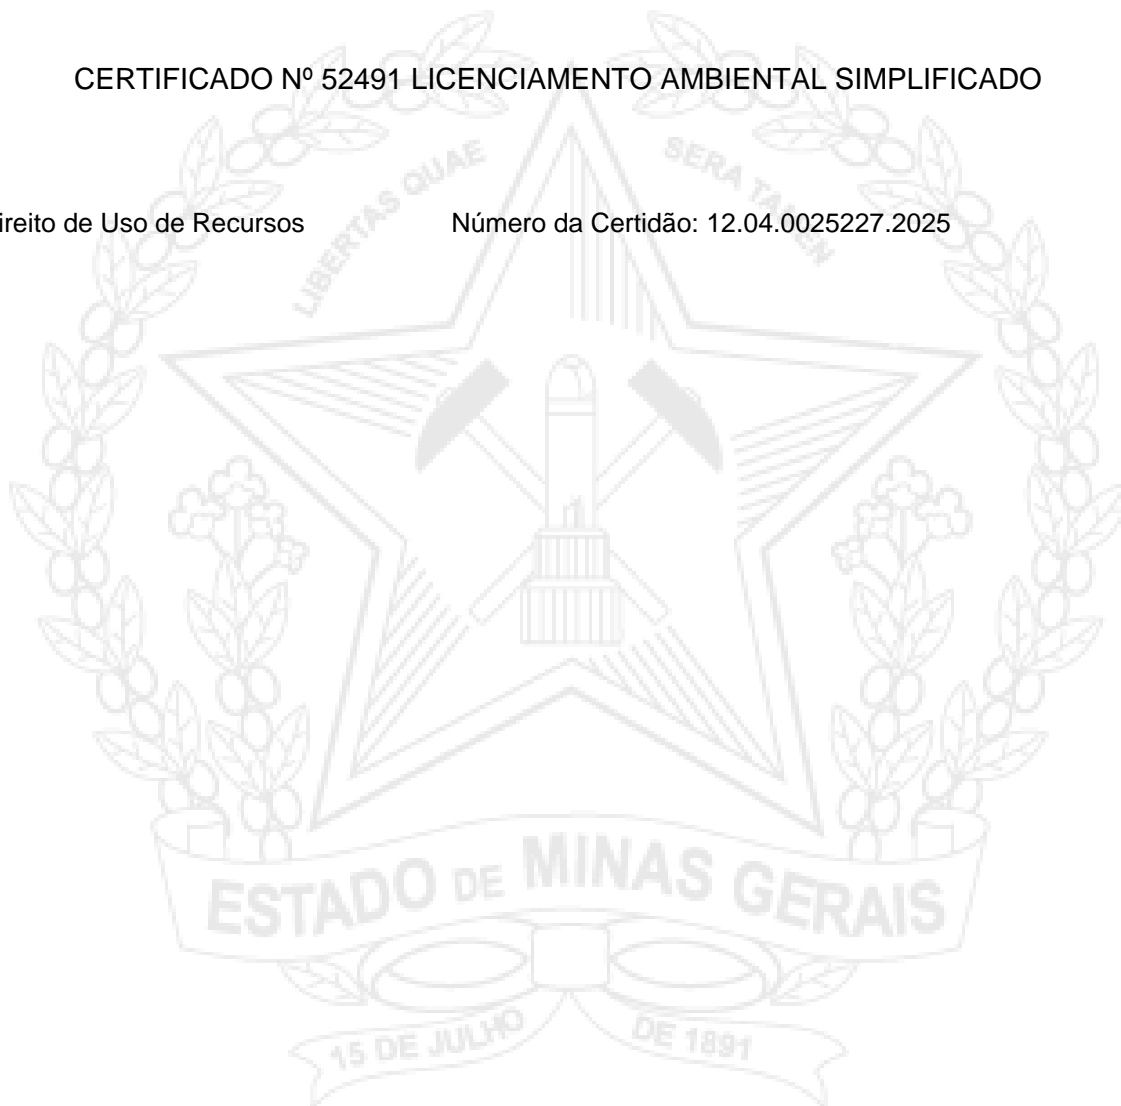 CERTIFICADO Nº 52491 LICENCIAMENTO AMBIENTAL SIMPLIFICADO
ireito de Uso de Recursos Número da Certidão: 12.04.0025227.2025
LIBERTAS QUAE SERA TAMEN
ESTADO DE MINAS GERAIS
15 DE JULHO DE 1891